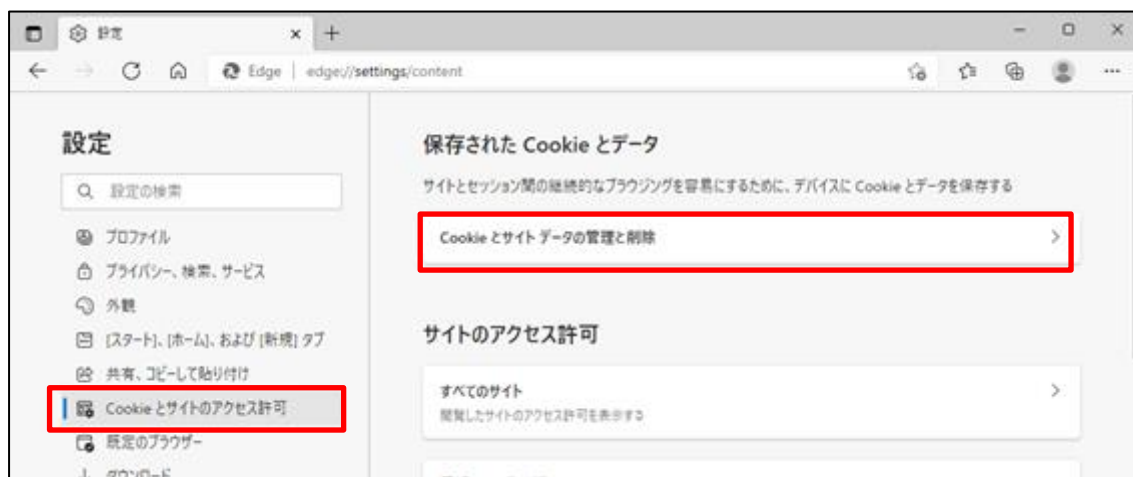 設定
Edge | edge://settings/content
設定
設定の検索
プロファイル
プライバシー、検索、サービス
外観
[スタート]、[ホーム]、および [新規] タブ
共有、コピーして貼り付け
Cookie とサイトのアクセス許可
既定のブラウザー
ダウンロード
保存された Cookie とデータ
サイトとセッション間の継続的なブラウジングを容易にするために、デバイスに Cookie とデータを保存する
Cookie とサイト データの管理と削除
サイトのアクセス許可
すべてのサイト
閲覧したサイトのアクセス許可を表示する